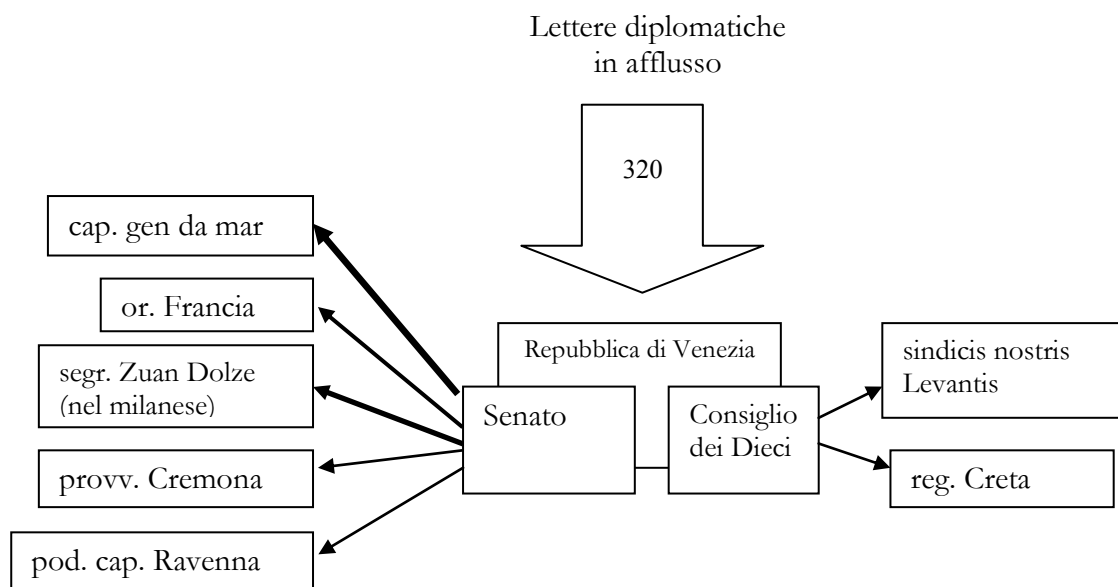 Lettere diplomatiche
in afflusso
320
cap. gen da mar
or. Francia
segr. Zuan Dolze
(nel milanese)
provv. Cremona
pod. cap. Ravenna
Repubblica di Venezia
Senato
Consiglio
dei Dieci
sindicis nostris
Levantis
reg. Creta